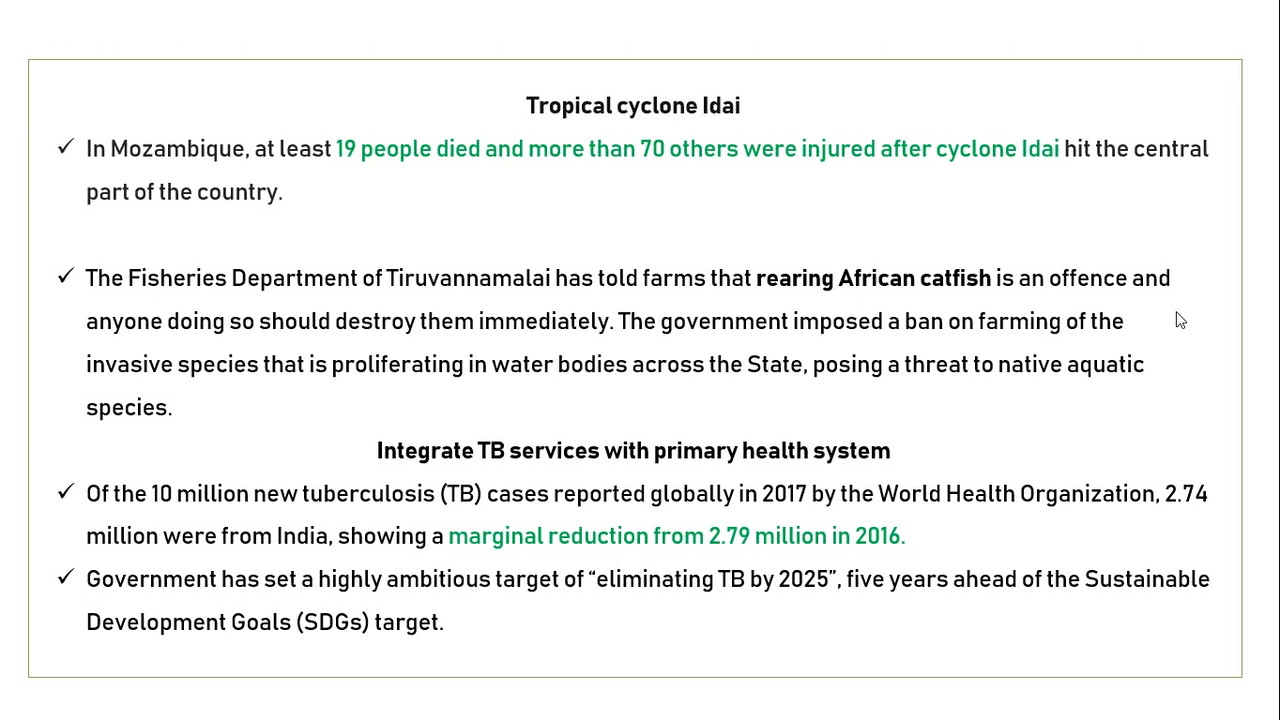 Tropical cyclone Idai
✓ In Mozambique, at least 19 people died and more than 70 others were injured after cyclone Idai hit the central
part of the country.
✓ The Fisheries Department of Tiruvannamalai has told farms that rearing African catfish is an offence and
anyone doing so should destroy them immediately. The government imposed a ban on farming of the
invasive species that is proliferating in water bodies across the State, posing a threat to native aquatic
species.
Integrate TB services with primary health system
✓ Of the 10 million new tuberculosis (TB) cases reported globally in 2017 by the World Health Organization, 2.74
million were from India, showing a marginal reduction from 2.79 million in 2016.
✓ Government has set a highly ambitious target of “eliminating TB by 2025”, five years ahead of the Sustainable
Development Goals (SDGs) target.